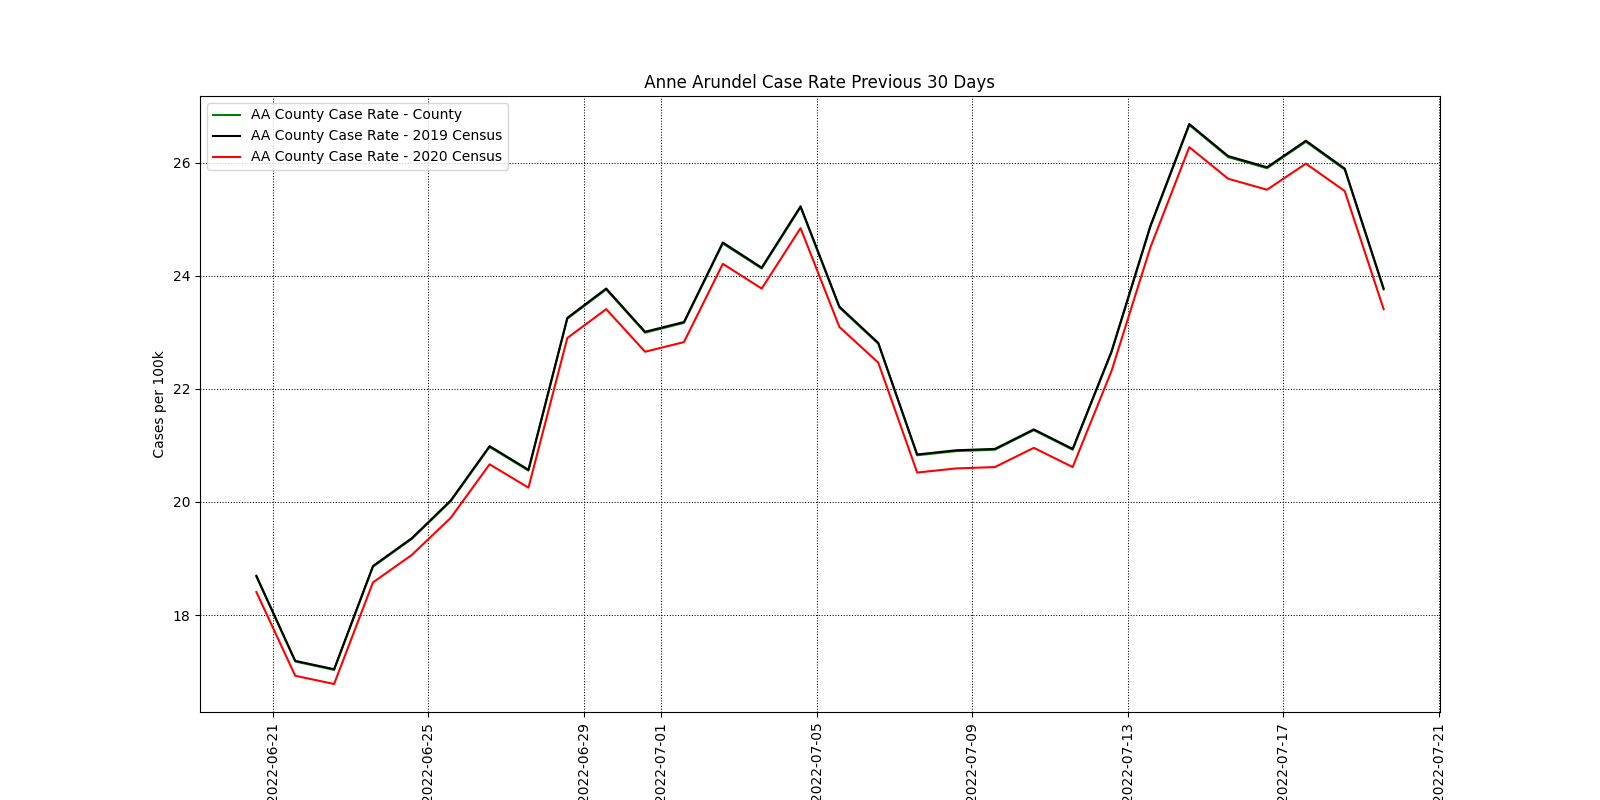 Anne Arundel Case Rate Previous 30 Days
AA County Case Rate - County
AA County Case Rate - 2019 Census
AA County Case Rate - 2020 Census
Cases per 100k
26
24
22
20
18
2022-06-21
2022-06-25
2022-06-29
2022-07-01
2022-07-05
2022-07-09
2022-07-13
2022-07-17
2022-07-21